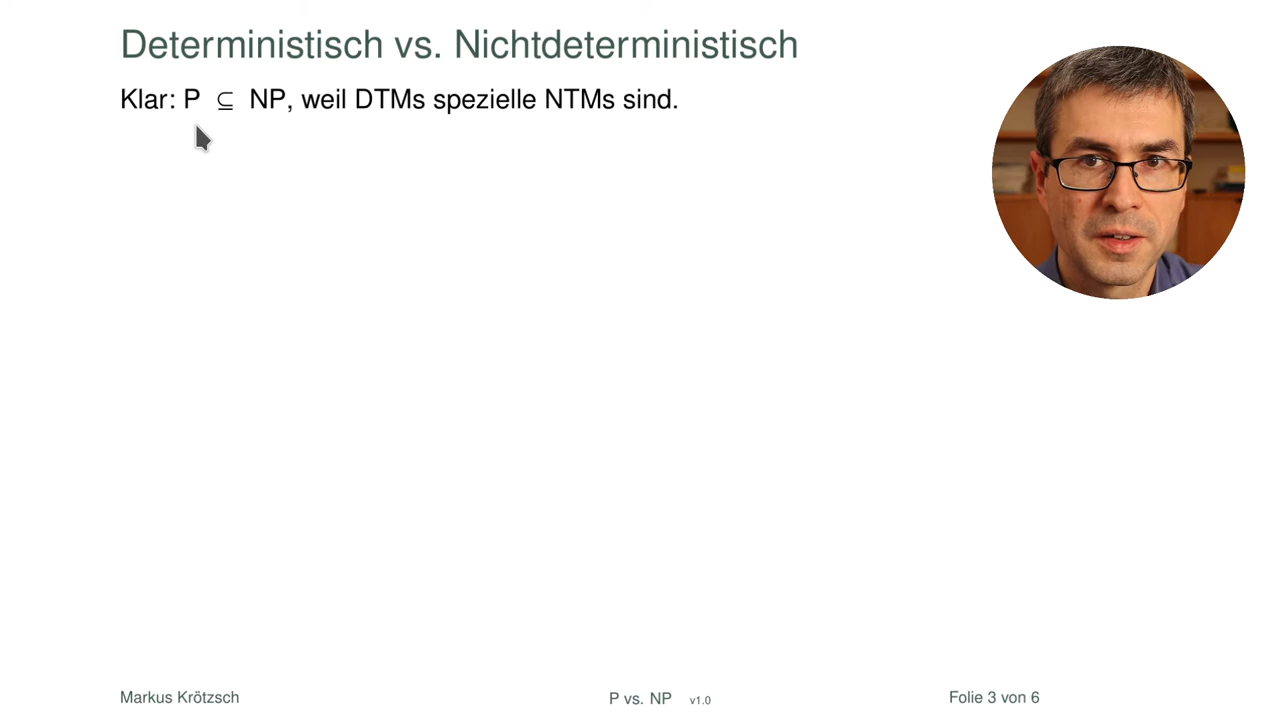 Deterministisch vs. Nichtdeterministisch
Klar: P ⊆ NP, weil DTMs spezielle NTMs sind.
Markus Krötzsch
P vs. NP v1.0
Folie 3 von 6